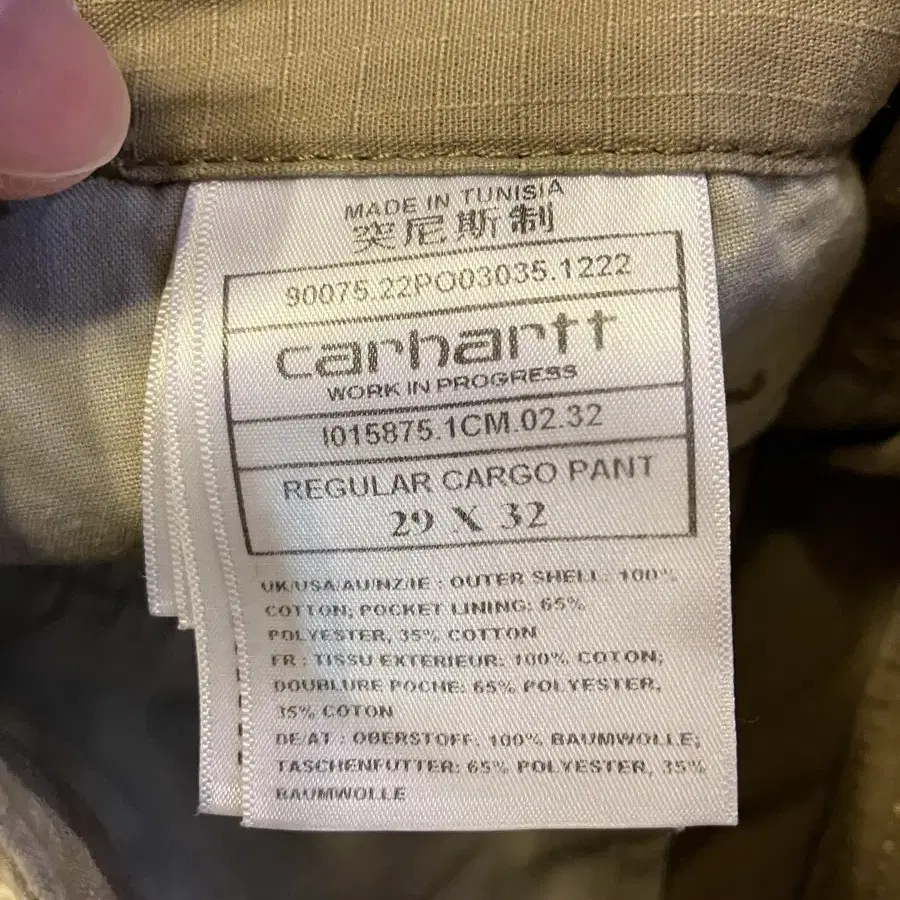 MADE IN TUNISIA
突尼斯制
90075.22PO03035.1222
carhartt
WORK IN PROGRESS
I015875.1CM.02.32
REGULAR CARGO PANT
29 X 32
UK/USA/AU/NZ/IE : OUTER SHELL: 100%
COTTON; POCKET LINING: 65%
POLYESTER, 35% COTTON
FR : TISSU EXTERIEUR: 100% COTON;
DOUBLURE POCHE: 65% POLYESTER,
35% COTON
DE/AT : OBERSTOFF: 100% BAUMWOLLE;
TASCHENFUTTER: 65% POLYESTER, 35%
BAUMWOLLE